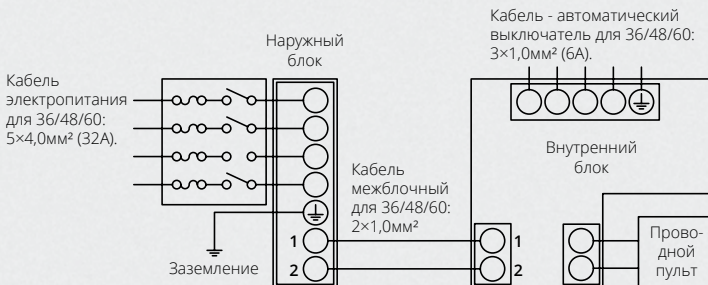 Кабель - автоматический
выключатель для 36/48/60:
3×1,0мм² (6А).
Наружный
блок
Кабель
электропитания
для 36/48/60:
5×4,0мм² (32А).
Внутренний
блок
Кабель
межблочный
для 36/48/60:
2×1,0мм²
1
1
2
2
Заземление
Прово-
дной
пульт